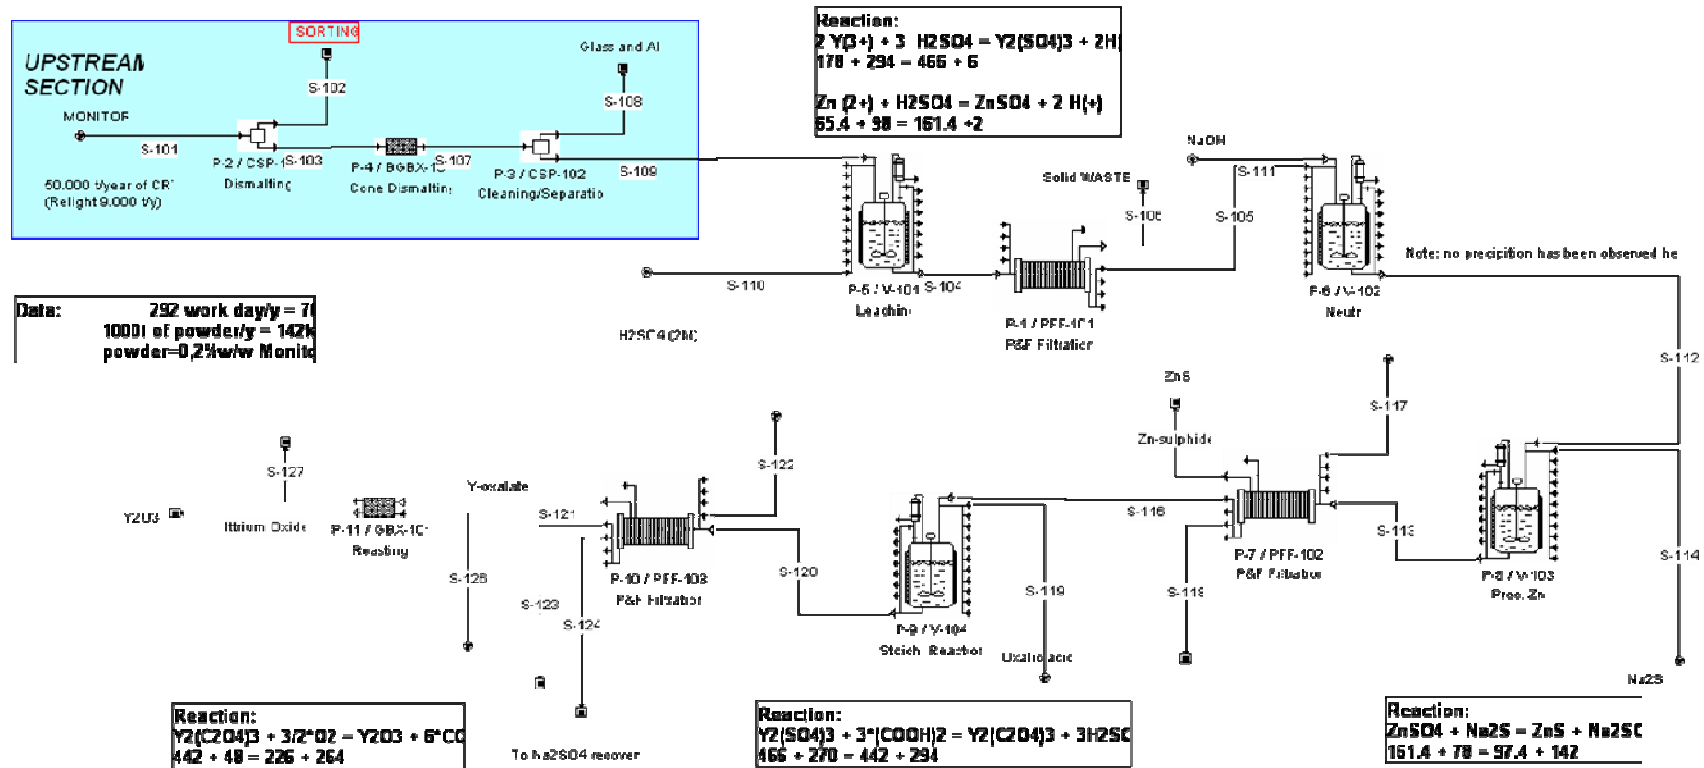 SORTING
Glass and Al
UPSTREAM
SECTION
S-102
S-108
MONITOR
S-101
P-2 / CSP-1
S-103
P-4 / BGBX-1
S-107
P-3 / CSP-102
S-109
Dismalting
Cone Dismalting
Cleaning/Separatio
50.000 t/year of CR
(Relight 9.000 t/y)
Reaction:
2 Y(3+) + 3 H2SO4 = Y2(SO4)3 + 2H
178 + 294 = 466 + 6
Zn (2+) + H2SO4 = ZnSO4 + 2 H(+)
65.4 + 98 = 161.4 +2
NaOH
S-111
Solid WASTE
S-106
S-105
Note: no precipition has been observed he
S-110
P-5 / V-101
S-104
Leachin
H2SO4 (2M)
P-1 / PFF-101
P&F Filtration
P-6 / V-102
Neutr
Data: 292 work day/y = 7
1000t of powder/y = 142k
powder=0,2%w/w Monito
S-112
ZnS
S-117
Zn-sulphide
S-122
S-127
Y-oxalate
Y2O3
Ittrium Oxide
P-11 / GBX-10
Roasting
S-121
S-116
S-113
S-114
P-7 / PFF-102
P&F Filtration
P-8 / V-103
Prec. Zn
S-126
P-10 / PFF-103
P&F Filtration
S-120
S-119
S-118
S-123
S-124
P-9 / V-104
Stoich. Reaction
Oxalic acid
Na2S
Reaction:
Y2(C2O4)3 + 3/2*O2 = Y2O3 + 6*CO
442 + 48 = 226 + 264
To Na2SO4 recover
Reaction:
Y2(SO4)3 + 3*(COOH)2 = Y2(C2O4)3 + 3H2SO
466 + 270 = 442 + 294
Reaction:
ZnSO4 + Na2S = ZnS + Na2SO
161.4 + 78 = 97.4 + 142